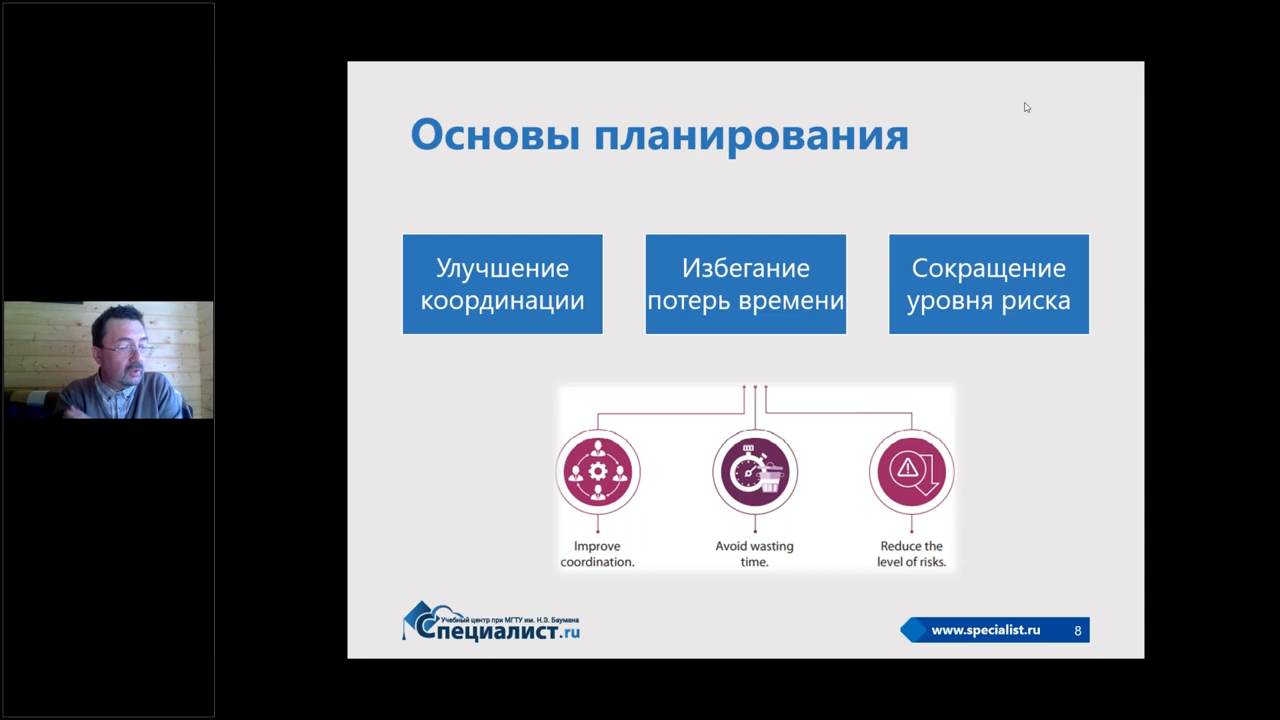 Основы планирования
Улучшение
координации
Избегание
потерь времени
Сокращение
уровня риска
Improve
coordination.
Avoid wasting
time.
Reduce the
level of risks.
Учебный центр при МГТУ им. Н.Э. Баумана
Специалист.ru
www.specialist.ru
8